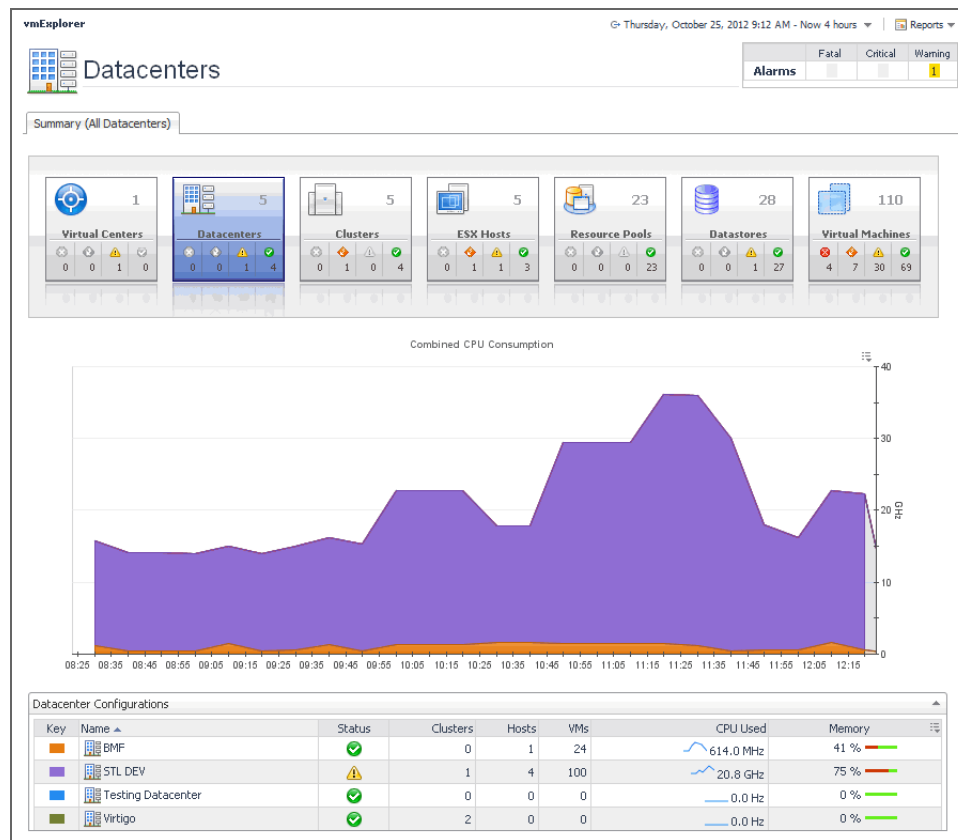 vmExplorer
Thursday, October 25, 2012 9:12 AM - Now 4 hours
Reports
Datacenters
Fatal Critical Warning
Alarms 1
Summary (All Datacenters)
1 5 5 5 23 28 110
Virtual Centers Datacenters Clusters ESX Hosts Resource Pools Datastores Virtual Machines
0 0 1 0 0 0 1 4 0 1 0 4 0 1 1 3 0 0 0 23 0 0 1 27 4 7 30 69
Combined CPU Consumption
40
30
20
GHz
10
0
08:25 08:35 08:45 08:55 09:05 09:15 09:25 09:35 09:45 09:55 10:05 10:15 10:25 10:35 10:45 10:55 11:05 11:15 11:25 11:35 11:45 11:55 12:05 12:15
Datacenter Configurations
Key Name Status Clusters Hosts VMs CPU Used Memory
BMF 0 1 24 614.0 MHz 41 %
STL DEV 1 4 100 20.8 GHz 75 %
Testing Datacenter 0 0 0 0.0 Hz 0 %
Virtigo 2 0 0 0.0 Hz 0 %